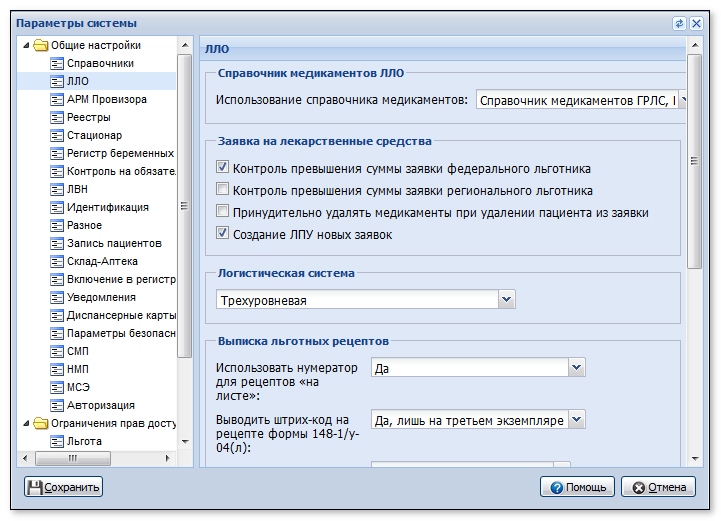 Параметры системы
Общие настройки
Справочники
ЛЛО
АРМ Провизора
Реестры
Стационар
Регистр беременных
Контроль на обязате
ЛВН
Идентификация
Разное
Запись пациентов
Склад-Аптека
Включение в регистр
Уведомления
Диспансерные карты
Параметры безопасн
СМП
НМП
МСЭ
Авторизация
Ограничения прав досту
Льгота
ЛЛО
Справочник медикаментов ЛЛО
Использование справочника медикаментов: Справочник медикаментов ГРЛС,
Заявка на лекарственные средства
Контроль превышения суммы заявки федерального льготника
Контроль превышения суммы заявки регионального льготника
Принудительно удалять медикаменты при удалении пациента из заявки
Создание ЛПУ новых заявок
Логистическая система
Трехуровневая
Выписка льготных рецептов
Использовать нумератор Да
для рецептов «на
листе»:
Выводить штрих-код на Да, лишь на третьем экземпляре
рецепте формы 148-1/у-
04(л):
Сохранить Помощь Отмена